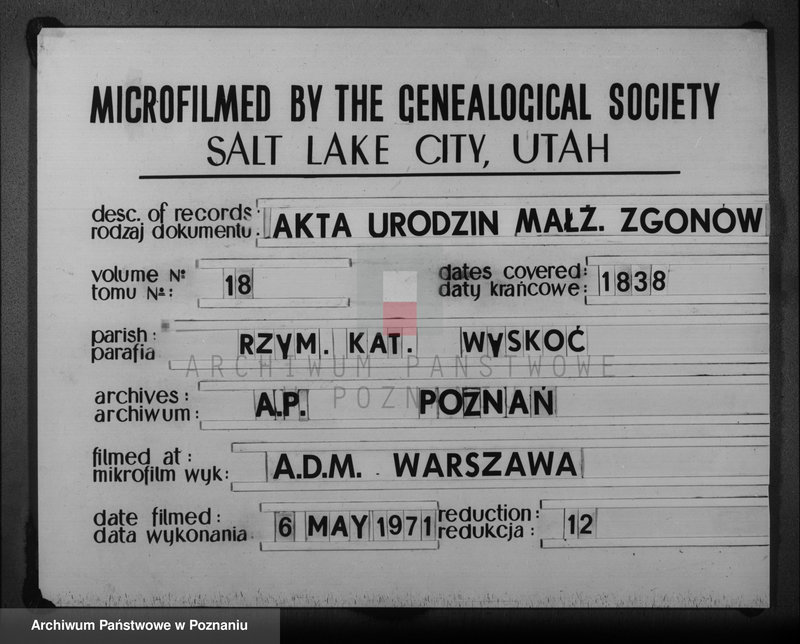 MICROFILMED BY THE GENEALOGICAL SOCIETY
SALT LAKE CITY, UTAH
desc. of records: AKTA URODZIN MAŁŻ. ZGONÓW
rodzaj dokumentu:
volume Nº 18 dates covered: 1838
tomu Nº: daty krańcowe:
parish: RZYM. KAT. WYSKOĆ
parafia
ARCHIWUM PAŃSTWOWE
W POZNANIU
archives: A.P. POZNAŃ
archiwum:
filmed at: A.D.M. WARSZAWA
mikrofilm wyk:
date filmed: 6 MAY 1971 reduction: 12
data wykonania redukcja:
Archiwum Państwowe w Poznaniu